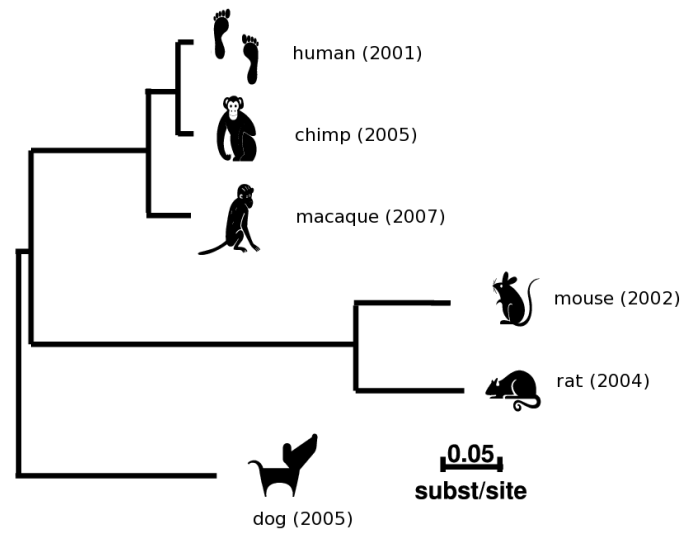 human (2001)
chimp (2005)
macaque (2007)
mouse (2002)
rat (2004)
0.05
subst/site
dog (2005)